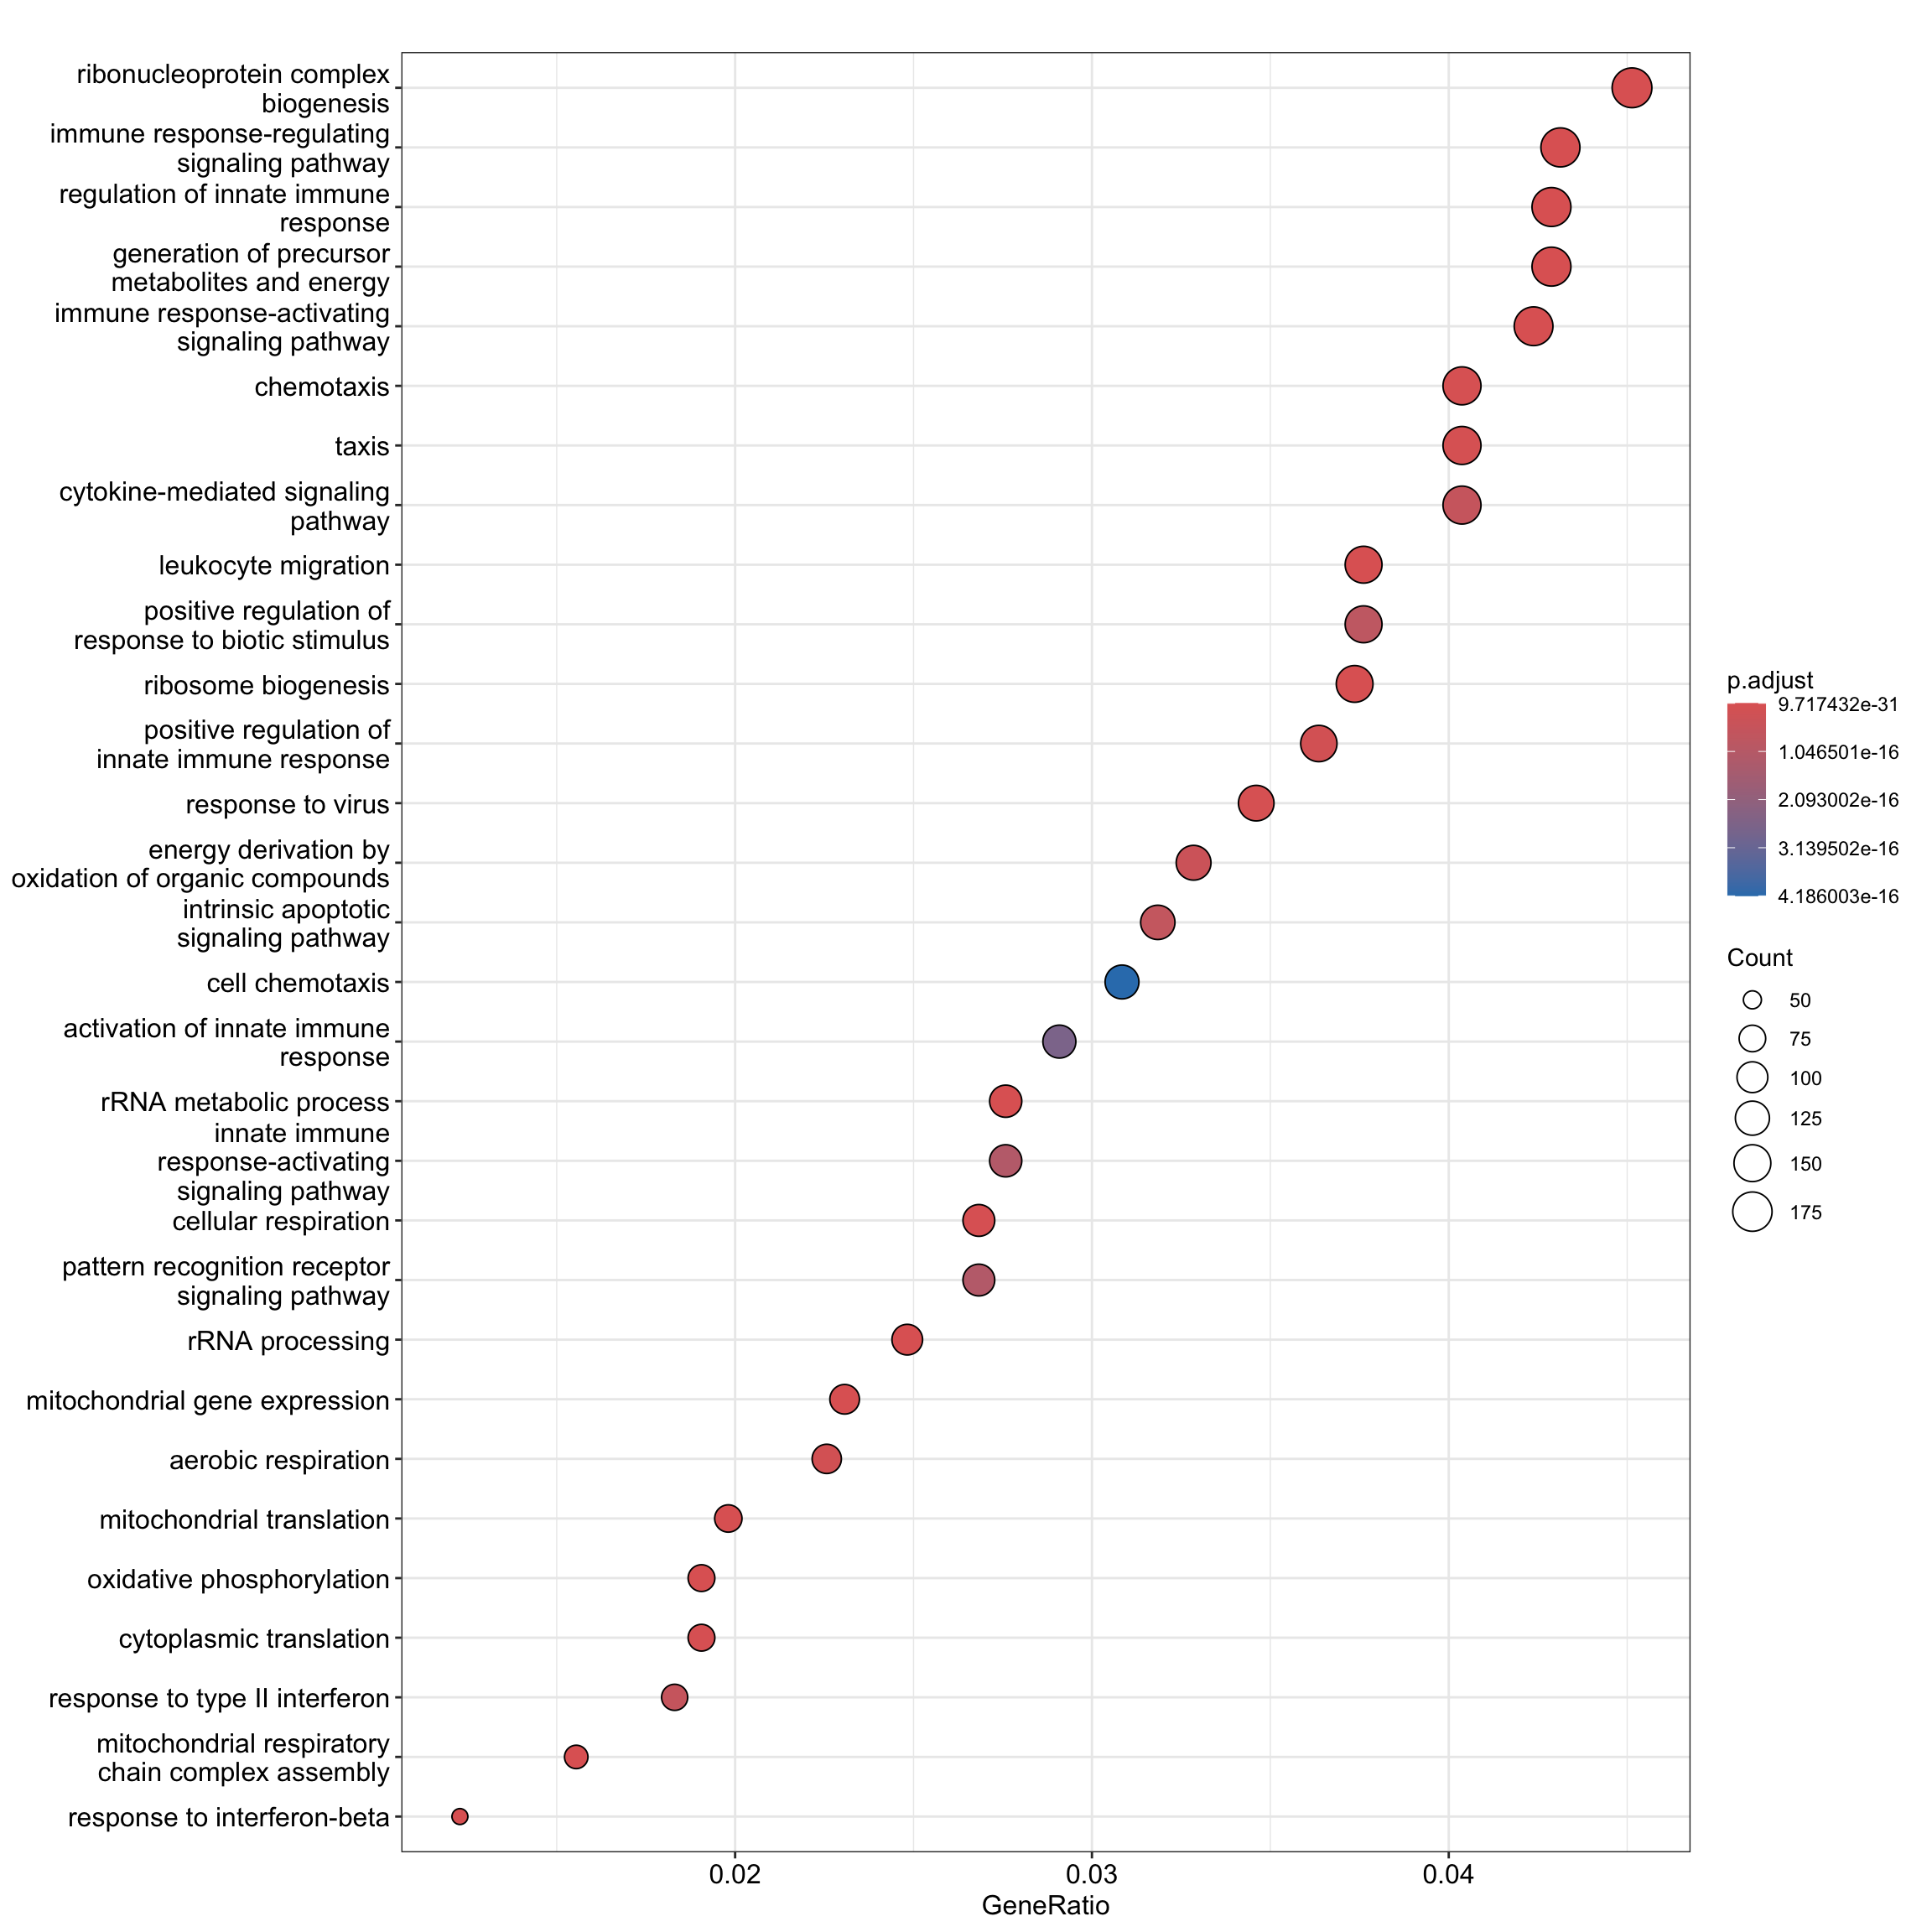 ribonucleoprotein complex
biogenesis
immune response-regulating
signaling pathway
regulation of innate immune
response
generation of precursor
metabolites and energy
immune response-activating
signaling pathway
chemotaxis
taxis
cytokine-mediated signaling
pathway
leukocyte migration
positive regulation of
response to biotic stimulus
ribosome biogenesis
positive regulation of
innate immune response
response to virus
energy derivation by
oxidation of organic compounds
intrinsic apoptotic
signaling pathway
cell chemotaxis
activation of innate immune
response
rRNA metabolic process
innate immune
response-activating
signaling pathway
cellular respiration
pattern recognition receptor
signaling pathway
rRNA processing
mitochondrial gene expression
aerobic respiration
mitochondrial translation
oxidative phosphorylation
cytoplasmic translation
response to type II interferon
mitochondrial respiratory
chain complex assembly
response to interferon-beta
0.02 0.03 0.04
GeneRatio
p.adjust
9.717432e-31
1.046501e-16
2.093002e-16
3.139502e-16
4.186003e-16
Count
50
75
100
125
150
175